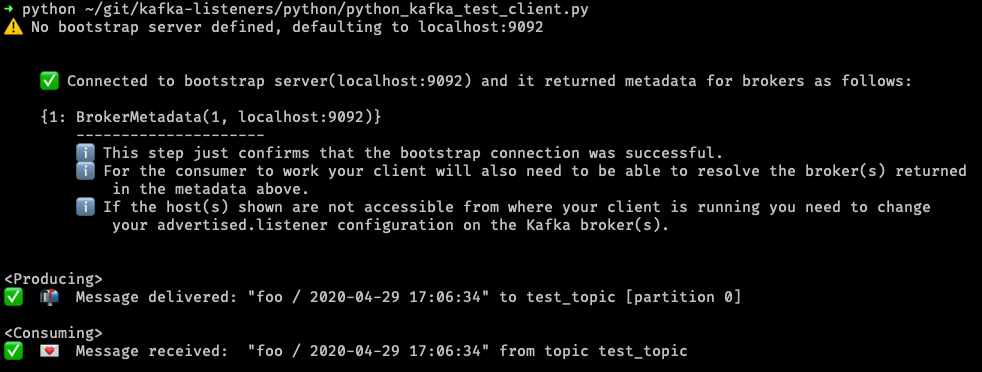 ➜ python ~/git/kafka-listeners/python/python_kafka_test_client.py
⚠️ No bootstrap server defined, defaulting to localhost:9092
✅ Connected to bootstrap server(localhost:9092) and it returned metadata for brokers as follows:
{1: BrokerMetadata(1, localhost:9092)}
---------------------
ℹ️ This step just confirms that the bootstrap connection was successful.
ℹ️ For the consumer to work your client will also need to be able to resolve the broker(s) returned
in the metadata above.
ℹ️ If the host(s) shown are not accessible from where your client is running you need to change
your advertised.listener configuration on the Kafka broker(s).
<Producing>
✅ 📬 Message delivered: "foo / 2020-04-29 17:06:34" to test_topic [partition 0]
<Consuming>
✅ 💌 Message received: "foo / 2020-04-29 17:06:34" from topic test_topic